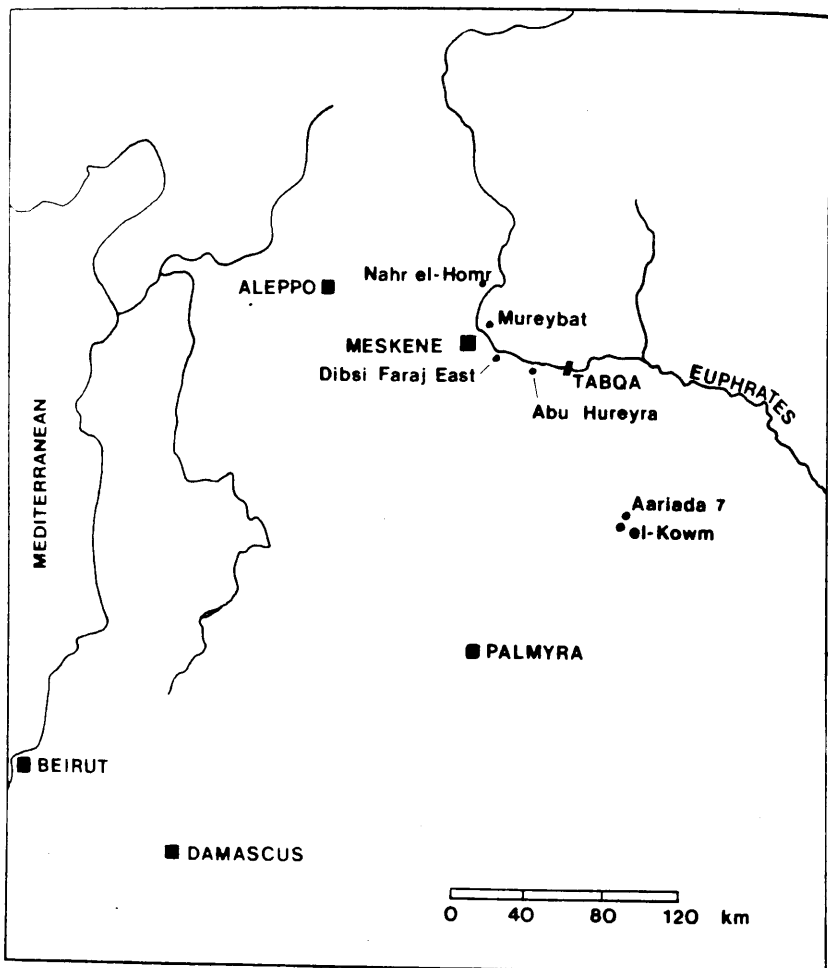 Nahr el-Homr
ALEPPO
Mureybat
MESKENE
Dibsi Faraj East
TABQA
EUPHRATES
Abu Hureyra
MEDITERRANEAN
Aariada 7
el-Kowm
PALMYRA
BEIRUT
DAMASCUS
0 40 80 120 km